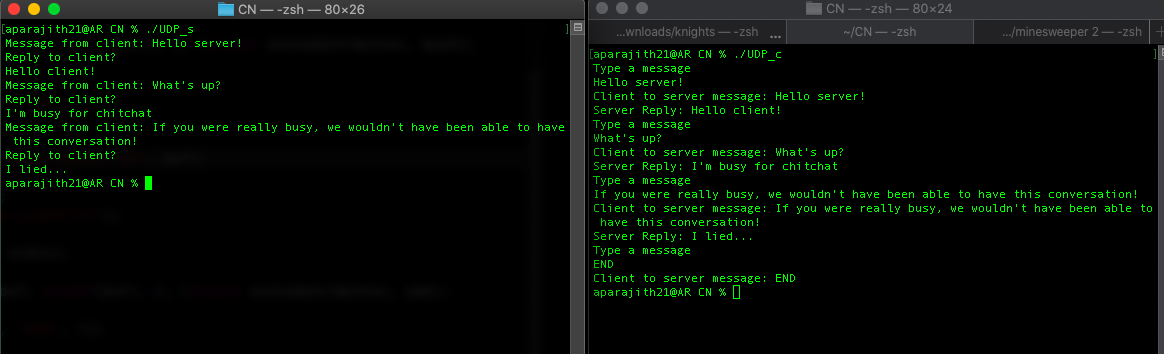 CN — -zsh — 80×26
[aparajith21@AR CN % ./UDP_s ]
Message from client: Hello server!
Reply to client?
Hello client!
Message from client: What's up?
Reply to client?
I'm busy for chitchat
Message from client: If you were really busy, we wouldn't have been able to have
this conversation!
Reply to client?
I lied...
aparajith21@AR CN %
CN — -zsh — 80×24
...wnloads/knights — -zsh ...
~/CN — -zsh
.../minesweeper 2 — -zsh +
[aparajith21@AR CN % ./UDP_c ]
Type a message
Hello server!
Client to server message: Hello server!
Server Reply: Hello client!
Type a message
What's up?
Client to server message: What's up?
Server Reply: I'm busy for chitchat
Type a message
If you were really busy, we wouldn't have been able to have this conversation!
Client to server message: If you were really busy, we wouldn't have been able to
have this conversation!
Server Reply: I lied...
Type a message
END
Client to server message: END
aparajith21@AR CN %